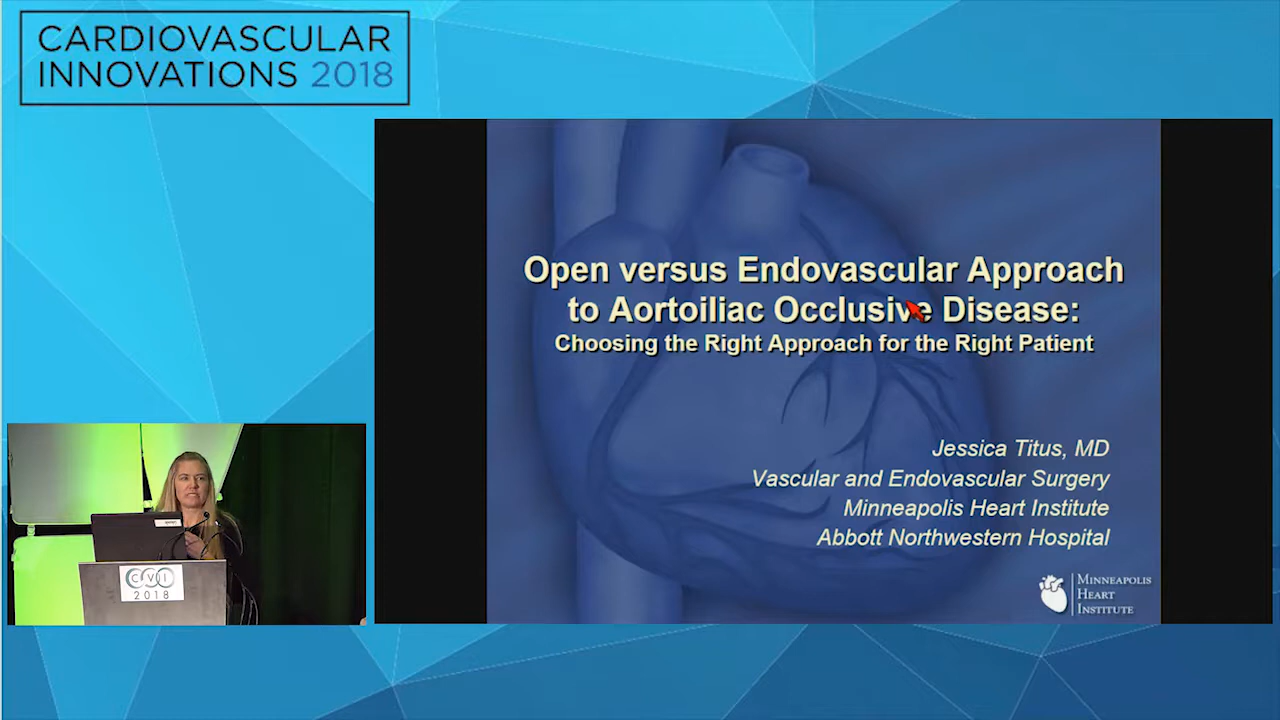 CARDIOVASCULAR
INNOVATIONS 2018
Open versus Endovascular Approach
to Aortoiliac Occlusive Disease:
Choosing the Right Approach for the Right Patient
Jessica Titus, MD
Vascular and Endovascular Surgery
Minneapolis Heart Institute
Abbott Northwestern Hospital
MINNEAPOLIS
HEART
INSTITUTE
CVI
2018